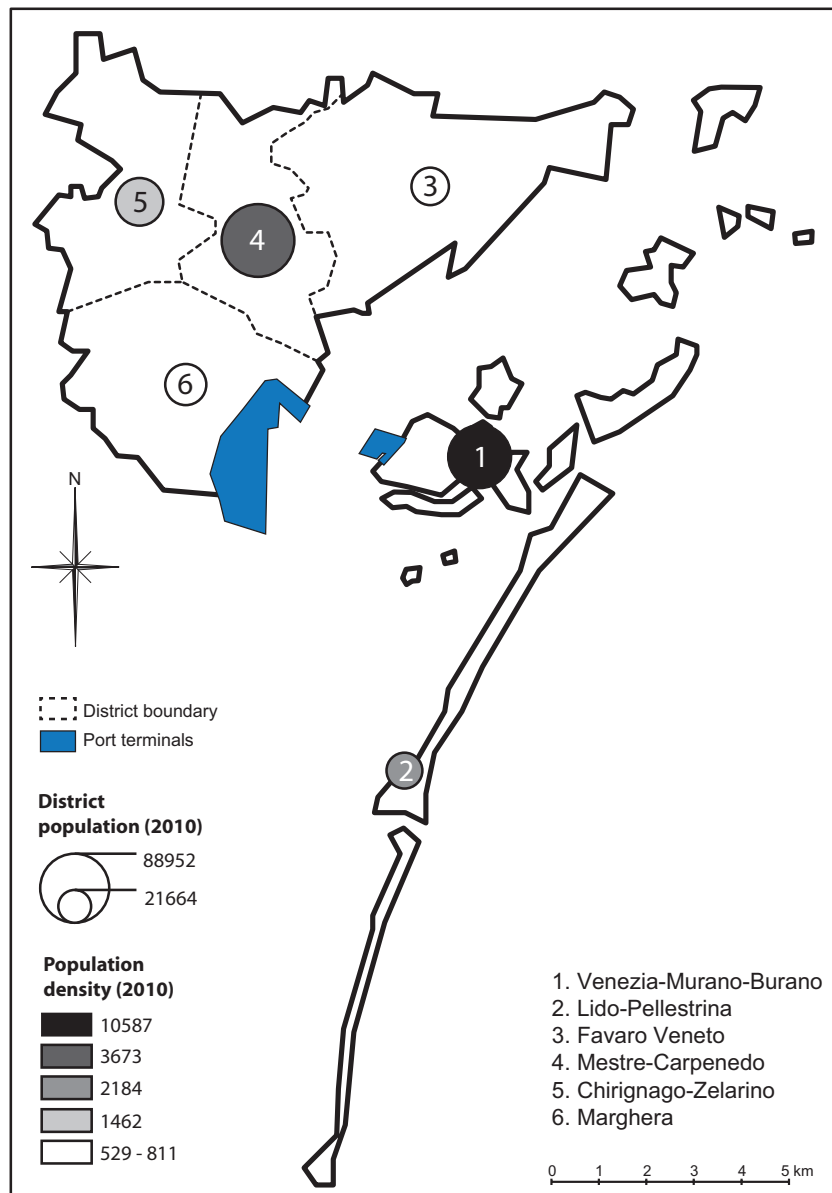 5
4
3
6
1
N
District boundary
Port terminals
2
District
population (2010)
88952
21664
Population
density (2010)
10587
3673
2184
1462
529 - 811
1. Venezia-Murano-Burano
2. Lido-Pellestrina
3. Favaro Veneto
4. Mestre-Carpenedo
5. Chirignago-Zelarino
6. Marghera
0 1 2 3 4 5 km